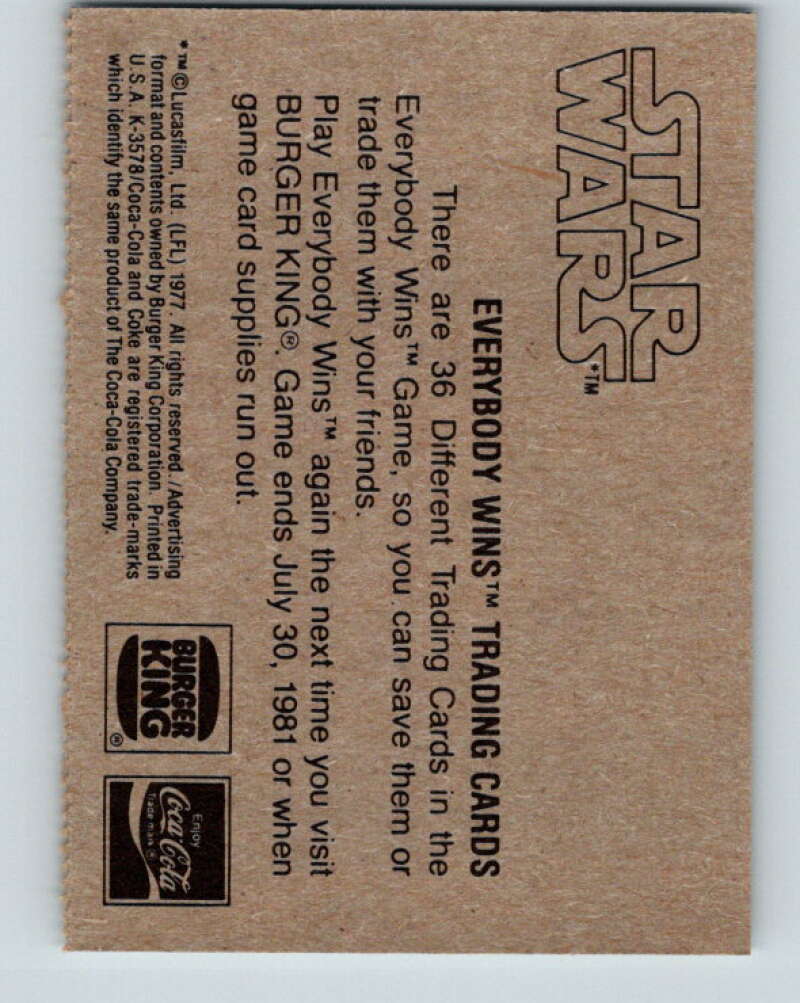 STAR
WARS*™
EVERYBODY WINS™ TRADING CARDS
There are 36 Different Trading Cards in the
Everybody Wins™ Game, so you can save them or
trade them with your friends.
Play Everybody Wins™ again the next time you visit
BURGER KING®. Game ends July 30, 1981 or when
game card supplies run out.
*™©Lucasfilm, Ltd. (LFL) 1977. All rights reserved./Advertising
format and contents owned by Burger King Corporation. Printed in
U.S.A. K-3578/Coca-Cola and Coke are registered trade-marks
which identify the same product of The Coca-Cola Company.
BURGER
KING®
Enjoy
Coca-Cola
Trade mark ®